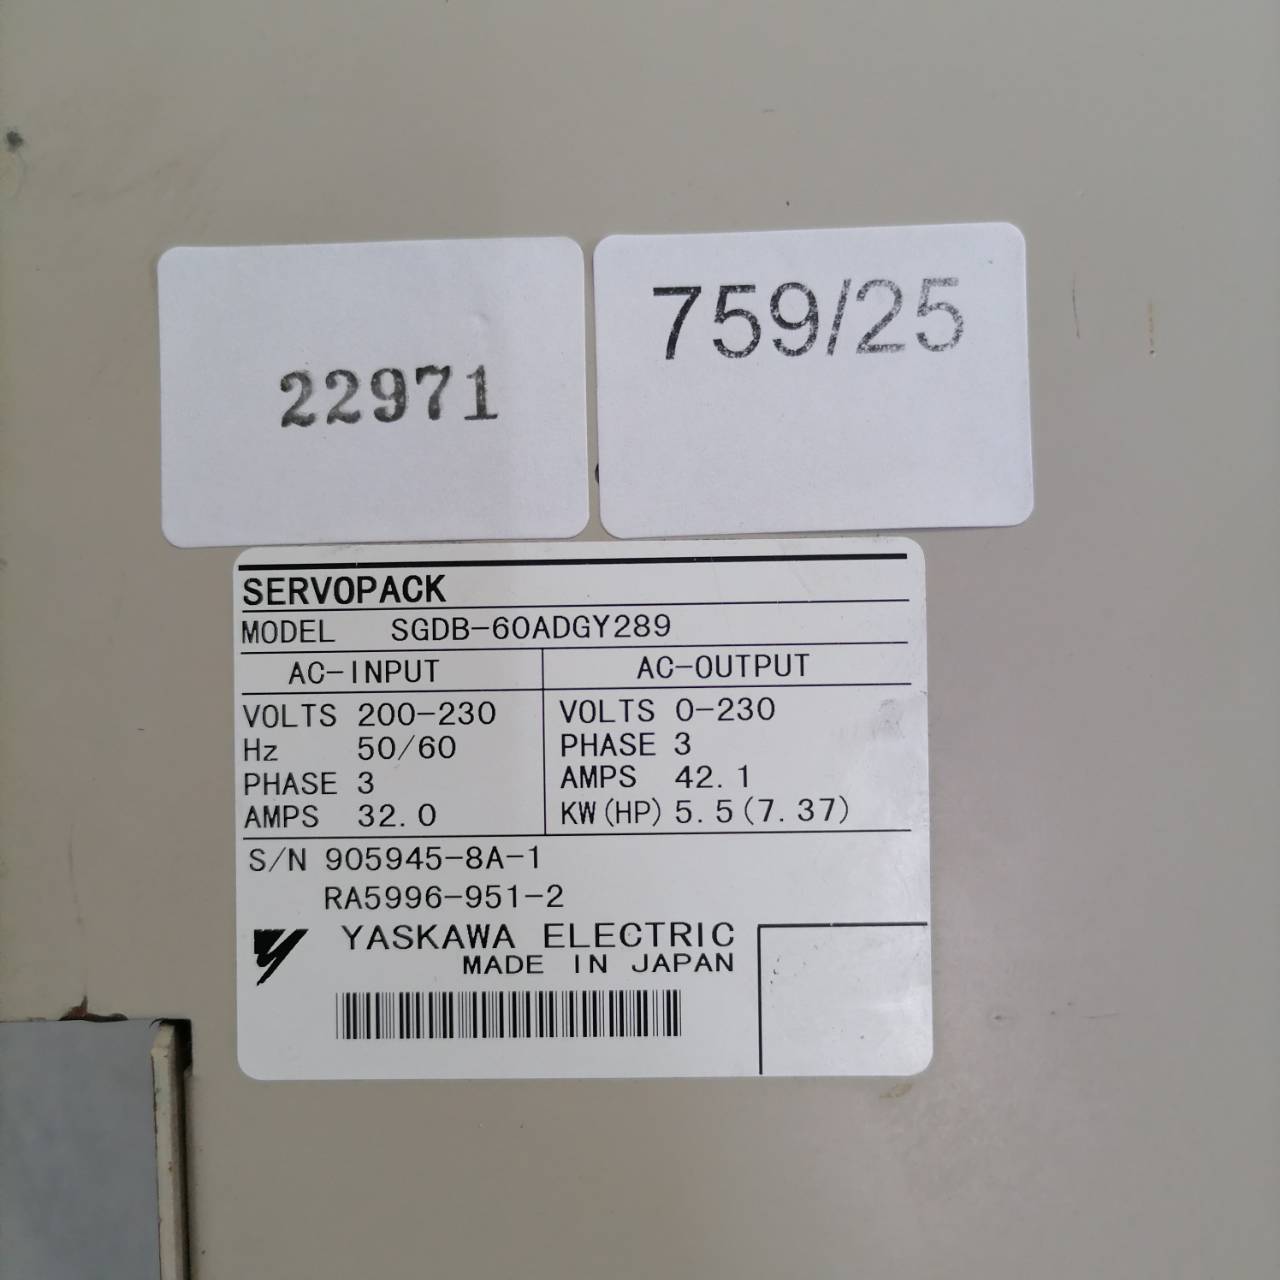 22971
759/25
SERVOPACK
MODEL SGDB-60ADGY289
AC-INPUT AC-OUTPUT
VOLTS 200-230 VOLTS 0-230
Hz 50/60 PHASE 3
PHASE 3 AMPS 42.1
AMPS 32.0 KW(HP) 5.5(7.37)
S/N 905945-8A-1
RA5996-951-2
YASKAWA ELECTRIC
MADE IN JAPAN